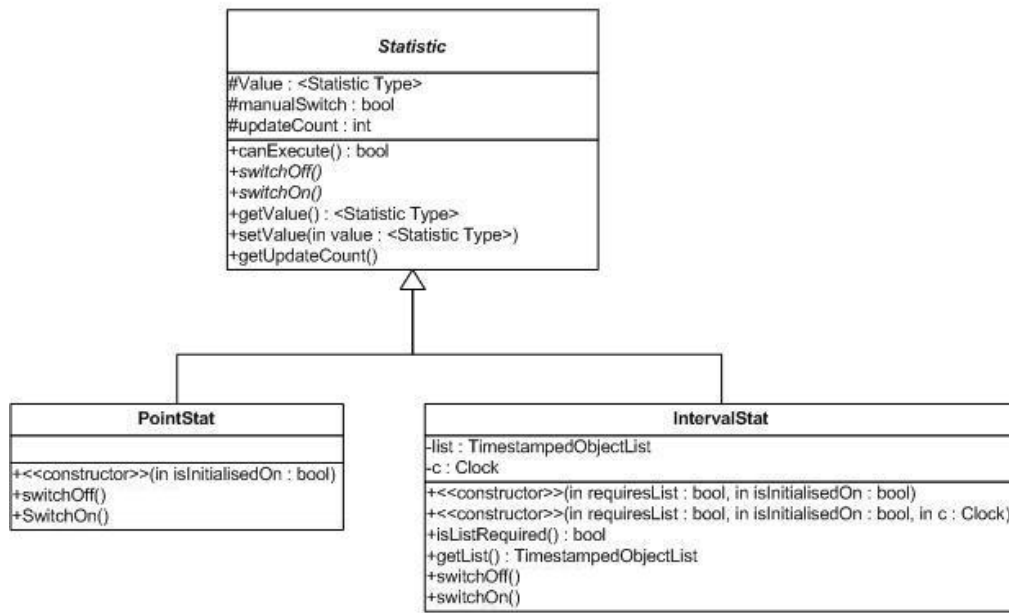 Statistic
#Value : <Statistic Type>
#manualSwitch : bool
#updateCount : int
+canExecute() : bool
+switchOff()
+switchOn()
+getValue() : <Statistic Type>
+setValue(in value : <Statistic Type>)
+getUpdateCount()
PointStat
+<<constructor>>(in isInitialisedOn : bool)
+switchOff()
+SwitchOn()
IntervalStat
-list : TimestampedObjectList
-c : Clock
+<<constructor>>(in requiresList : bool, in isInitialisedOn : bool)
+<<constructor>>(in requiresList : bool, in isInitialisedOn : bool, in c : Clock)
+isListRequired() : bool
+getList() : TimestampedObjectList
+switchOff()
+switchOn()